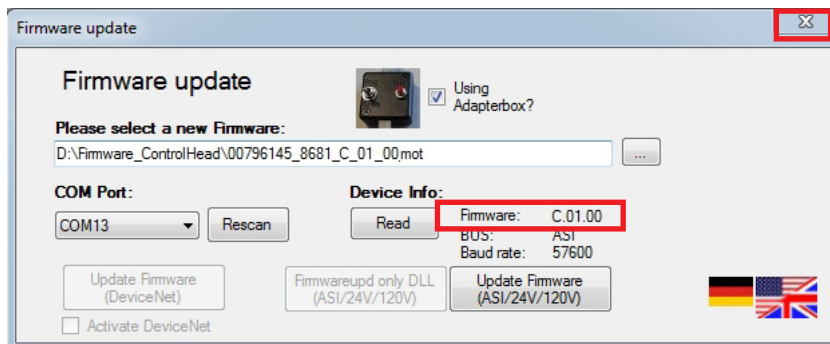 Firmware update
Firmware update
Using
Adapterbox?
Please select a new Firmware:
D:\Firmware_ControlHead\00796145_8681_C_01_00.mot
...
COM Port:
Device Info:
COM13
Rescan
Read
Firmware: C.01.00
BUS: ASI
Baud rate: 57600
Update Firmware
(DeviceNet)
Firmwareupd only DLL
(ASI/24V/120V)
Update Firmware
(ASI/24V/120V)
Activate DeviceNet